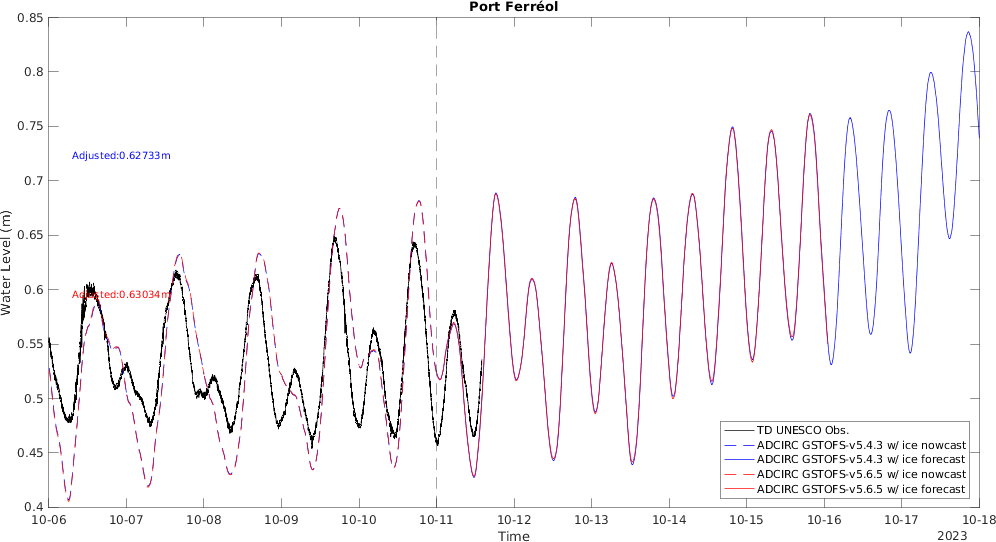 Port Ferréol
Water Level (m)
0.85
0.8
0.75
0.7
0.65
0.6
0.55
0.5
0.45
0.4
Adjusted:0.62733m
Adjusted:0.63034m
TD UNESCO Obs.
ADCIRC GSTOFS-v5.4.3 w/ ice nowcast
ADCIRC GSTOFS-v5.4.3 w/ ice forecast
ADCIRC GSTOFS-v5.6.5 w/ ice nowcast
ADCIRC GSTOFS-v5.6.5 w/ ice forecast
10-06 10-07 10-08 10-09 10-10 10-11 10-12 10-13 10-14 10-15 10-16 10-17 10-18
Time
2023